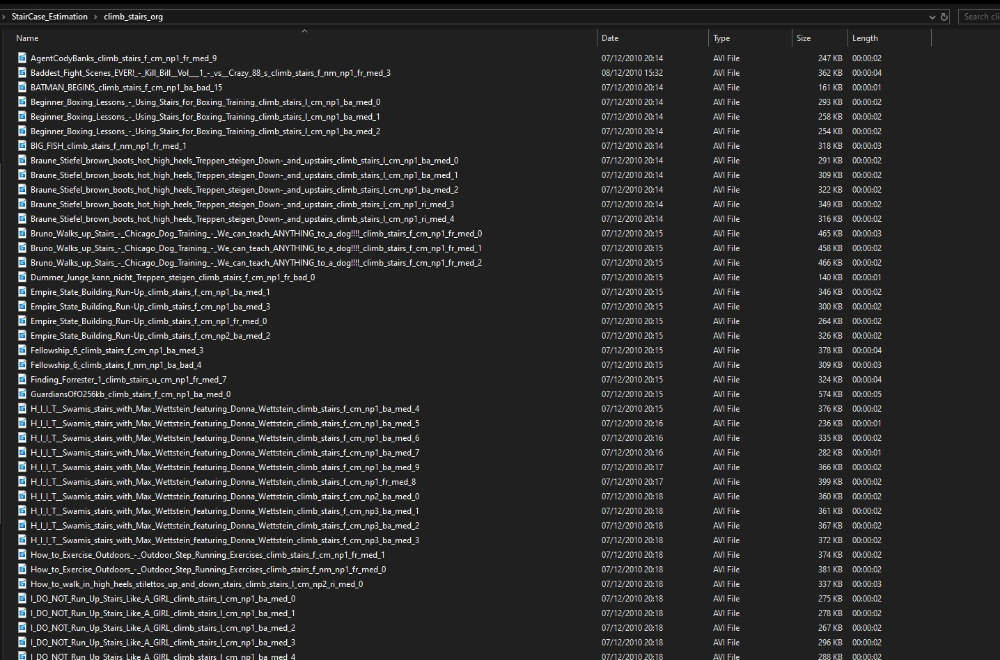 StairCase_Estimation > climb_stairs_org Search cli
Name Date Type Size Length
AgentCodyBanks_climb_stairs_f_cm_np1_fr_med_9 07/12/2010 20:14 AVI File 247 KB 00:00:02
Baddest_Fight_Scenes_EVER!_-_Kill_Bill__Vol___1_-_vs__Crazy_88_s_climb_stairs_f_nm_np1_fr_med_3 08/12/2010 15:32 AVI File 362 KB 00:00:04
BATMAN_BEGINS_climb_stairs_f_cm_np1_ba_bad_15 07/12/2010 20:14 AVI File 161 KB 00:00:01
Beginner_Boxing_Lessons_-_Using_Stairs_for_Boxing_Training_climb_stairs_l_cm_np1_ba_med_0 07/12/2010 20:14 AVI File 293 KB 00:00:02
Beginner_Boxing_Lessons_-_Using_Stairs_for_Boxing_Training_climb_stairs_l_cm_np1_ba_med_1 07/12/2010 20:14 AVI File 258 KB 00:00:02
Beginner_Boxing_Lessons_-_Using_Stairs_for_Boxing_Training_climb_stairs_l_cm_np1_ba_med_2 07/12/2010 20:14 AVI File 254 KB 00:00:02
BIG_FISH_climb_stairs_f_nm_np1_fr_med_1 07/12/2010 20:14 AVI File 318 KB 00:00:03
Braune_Stiefel_brown_boots_hot_high_heels_Treppen_steigen_Down-_and_upstairs_climb_stairs_l_cm_np1_ba_med_0 07/12/2010 20:14 AVI File 291 KB 00:00:02
Braune_Stiefel_brown_boots_hot_high_heels_Treppen_steigen_Down-_and_upstairs_climb_stairs_l_cm_np1_ba_med_1 07/12/2010 20:14 AVI File 309 KB 00:00:02
Braune_Stiefel_brown_boots_hot_high_heels_Treppen_steigen_Down-_and_upstairs_climb_stairs_l_cm_np1_ba_med_2 07/12/2010 20:14 AVI File 322 KB 00:00:02
Braune_Stiefel_brown_boots_hot_high_heels_Treppen_steigen_Down-_and_upstairs_climb_stairs_l_cm_np1_ri_med_3 07/12/2010 20:14 AVI File 349 KB 00:00:02
Braune_Stiefel_brown_boots_hot_high_heels_Treppen_steigen_Down-_and_upstairs_climb_stairs_l_cm_np1_ri_med_4 07/12/2010 20:14 AVI File 316 KB 00:00:02
Bruno_Walks_up_Stairs_-_Chicago_Dog_Training_-_We_can_teach_ANYTHING_to_a_dog!!!!_climb_stairs_f_cm_np1_fr_med_0 07/12/2010 20:15 AVI File 465 KB 00:00:03
Bruno_Walks_up_Stairs_-_Chicago_Dog_Training_-_We_can_teach_ANYTHING_to_a_dog!!!!_climb_stairs_f_cm_np1_fr_med_1 07/12/2010 20:15 AVI File 458 KB 00:00:02
Bruno_Walks_up_Stairs_-_Chicago_Dog_Training_-_We_can_teach_ANYTHING_to_a_dog!!!!_climb_stairs_f_cm_np1_fr_med_2 07/12/2010 20:15 AVI File 466 KB 00:00:02
Dummer_Junge_kann_nicht_Treppen_steigen_climb_stairs_f_cm_np1_fr_bad_0 07/12/2010 20:15 AVI File 140 KB 00:00:01
Empire_State_Building_Run-Up_climb_stairs_f_cm_np1_ba_med_1 07/12/2010 20:15 AVI File 346 KB 00:00:02
Empire_State_Building_Run-Up_climb_stairs_f_cm_np1_ba_med_3 07/12/2010 20:15 AVI File 300 KB 00:00:02
Empire_State_Building_Run-Up_climb_stairs_f_cm_np1_fr_med_0 07/12/2010 20:15 AVI File 264 KB 00:00:02
Empire_State_Building_Run-Up_climb_stairs_f_cm_np2_ba_med_2 07/12/2010 20:15 AVI File 326 KB 00:00:02
Fellowship_6_climb_stairs_f_cm_np1_ba_med_3 07/12/2010 20:15 AVI File 378 KB 00:00:04
Fellowship_6_climb_stairs_f_nm_np1_ba_bad_4 07/12/2010 20:15 AVI File 309 KB 00:00:03
Finding_Forrester_1_climb_stairs_u_cm_np1_fr_med_7 07/12/2010 20:15 AVI File 324 KB 00:00:04
GuardiansOfO256kb_climb_stairs_f_cm_np1_ba_med_0 07/12/2010 20:15 AVI File 574 KB 00:00:05
H_I_I_T__Swamis_stairs_with_Max_Wettstein_featuring_Donna_Wettstein_climb_stairs_f_cm_np1_ba_med_4 07/12/2010 20:15 AVI File 376 KB 00:00:02
H_I_I_T__Swamis_stairs_with_Max_Wettstein_featuring_Donna_Wettstein_climb_stairs_f_cm_np1_ba_med_5 07/12/2010 20:16 AVI File 236 KB 00:00:01
H_I_I_T__Swamis_stairs_with_Max_Wettstein_featuring_Donna_Wettstein_climb_stairs_f_cm_np1_ba_med_6 07/12/2010 20:16 AVI File 335 KB 00:00:02
H_I_I_T__Swamis_stairs_with_Max_Wettstein_featuring_Donna_Wettstein_climb_stairs_f_cm_np1_ba_med_7 07/12/2010 20:16 AVI File 282 KB 00:00:01
H_I_I_T__Swamis_stairs_with_Max_Wettstein_featuring_Donna_Wettstein_climb_stairs_f_cm_np1_ba_med_9 07/12/2010 20:17 AVI File 366 KB 00:00:02
H_I_I_T__Swamis_stairs_with_Max_Wettstein_featuring_Donna_Wettstein_climb_stairs_f_cm_np1_fr_med_8 07/12/2010 20:17 AVI File 399 KB 00:00:02
H_I_I_T__Swamis_stairs_with_Max_Wettstein_featuring_Donna_Wettstein_climb_stairs_f_cm_np2_ba_med_0 07/12/2010 20:18 AVI File 360 KB 00:00:02
H_I_I_T__Swamis_stairs_with_Max_Wettstein_featuring_Donna_Wettstein_climb_stairs_f_cm_np3_ba_med_1 07/12/2010 20:18 AVI File 361 KB 00:00:02
H_I_I_T__Swamis_stairs_with_Max_Wettstein_featuring_Donna_Wettstein_climb_stairs_f_cm_np3_ba_med_2 07/12/2010 20:18 AVI File 367 KB 00:00:02
H_I_I_T__Swamis_stairs_with_Max_Wettstein_featuring_Donna_Wettstein_climb_stairs_f_cm_np3_ba_med_3 07/12/2010 20:18 AVI File 372 KB 00:00:02
How_to_Exercise_Outdoors_-_Outdoor_Step_Running_Exercises_climb_stairs_f_cm_np1_fr_med_1 07/12/2010 20:18 AVI File 374 KB 00:00:02
How_to_Exercise_Outdoors_-_Outdoor_Step_Running_Exercises_climb_stairs_f_nm_np1_fr_med_0 07/12/2010 20:18 AVI File 381 KB 00:00:02
How_to_walk_in_high_heels_stilettos_up_and_down_stairs_climb_stairs_l_cm_np2_ri_med_0 07/12/2010 20:18 AVI File 337 KB 00:00:03
I_DO_NOT_Run_Up_Stairs_Like_A_GIRL_climb_stairs_l_cm_np1_ba_med_0 07/12/2010 20:18 AVI File 275 KB 00:00:02
I_DO_NOT_Run_Up_Stairs_Like_A_GIRL_climb_stairs_l_cm_np1_ba_med_1 07/12/2010 20:18 AVI File 278 KB 00:00:02
I_DO_NOT_Run_Up_Stairs_Like_A_GIRL_climb_stairs_l_cm_np1_ba_med_2 07/12/2010 20:18 AVI File 267 KB 00:00:02
I_DO_NOT_Run_Up_Stairs_Like_A_GIRL_climb_stairs_l_cm_np1_ba_med_3 07/12/2010 20:18 AVI File 296 KB 00:00:02
I_DO_NOT_Run_Up_Stairs_Like_A_GIRL_climb_stairs_l_cm_np1_ba_med_4 07/12/2010 20:18 AVI File 288 KB 00:00:02